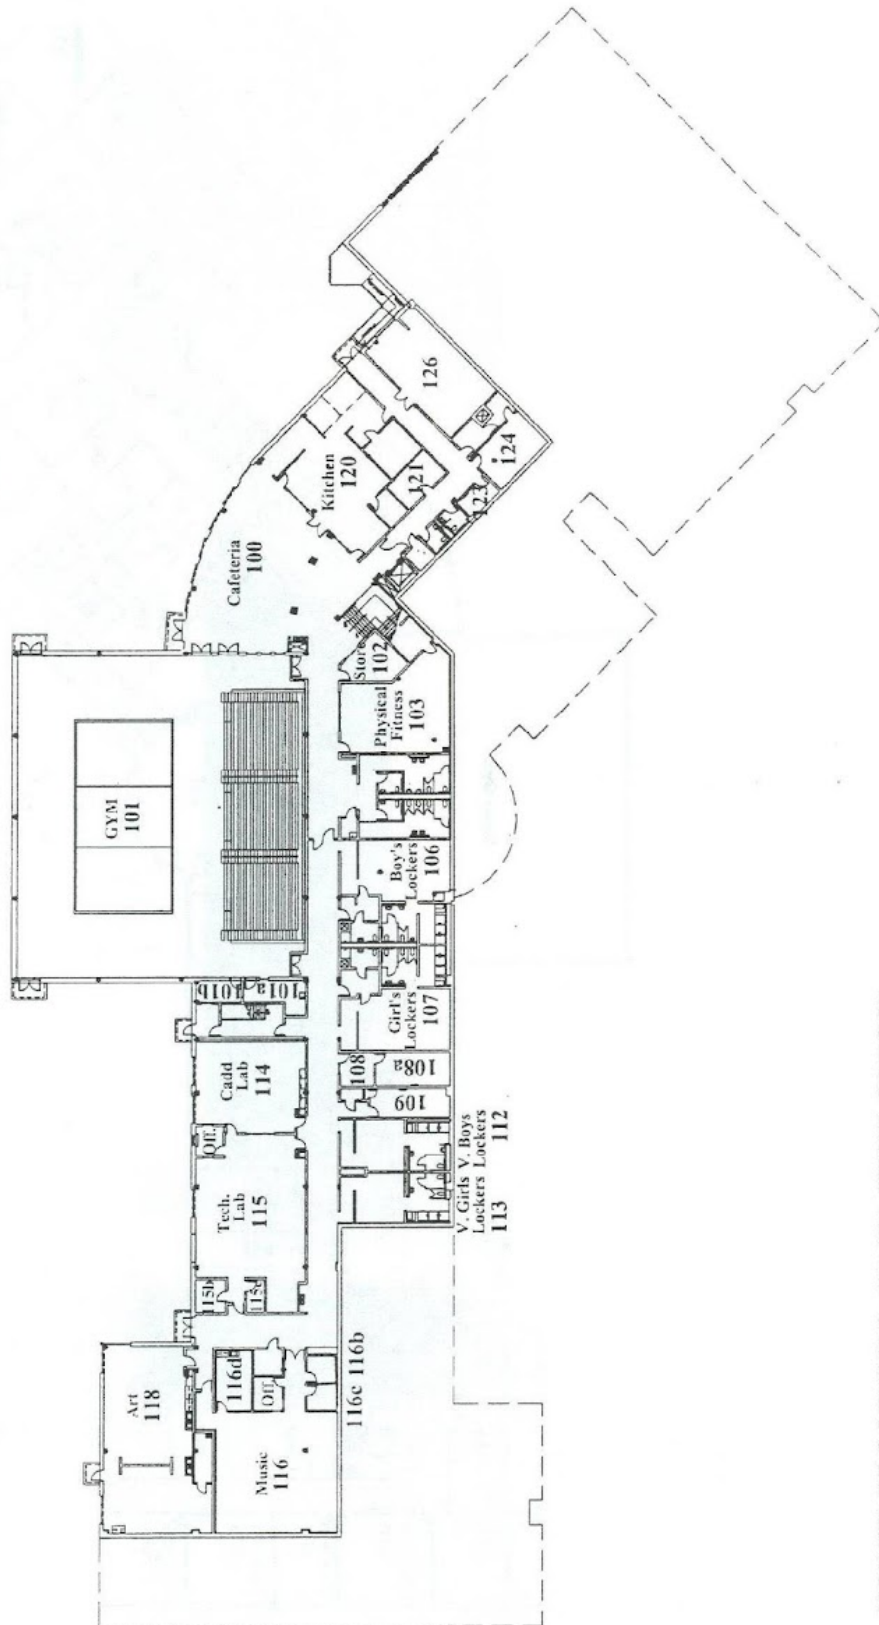 126
124
123
121
Kitchen
120
Cafeteria
100
Store
102
Physical
Fitness
103
GYM
101
Boy's
Lockers
106
101b
101a
Girl's
Lockers
107
108
108a
109
Cadd
Lab
114
Off.
V. Boys
Lockers
112
V. Girls
Lockers
113
Tech.
Lab
115
115b
115c
116b
116c
116d
Off.
Art
118
Music
116